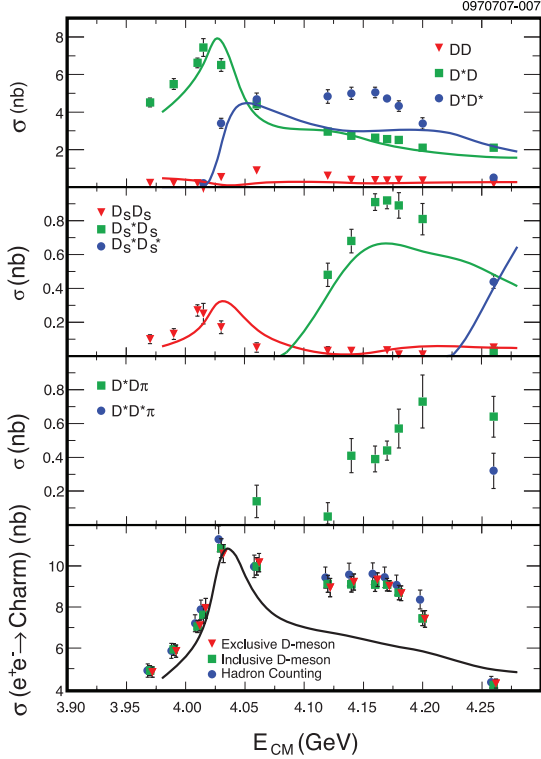 0970707-007
8
6
4
2
σ (nb)
DD
D*D
D*D*
0.8
0.6
0.4
0.2
σ (nb)
DsDs
Ds*Ds
Ds*Ds*
0.8
0.6
0.4
0.2
σ (nb)
D*Dπ
D*D*π
10
8
6
4
σ (e+e-→ Charm) (nb)
Exclusive D-meson
Inclusive D-meson
Hadron Counting
3.90 3.95 4.00 4.05 4.10 4.15 4.20 4.25
ECM (GeV)